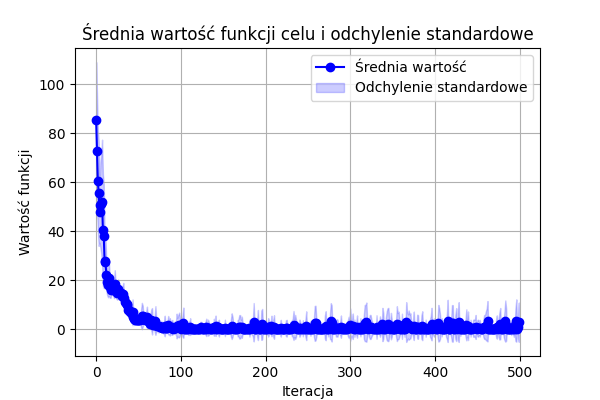 Średnia wartość funkcji celu i odchylenie standardowe
Średnia wartość
Odchylenie standardowe
Wartość funkcji
100
80
60
40
20
0
0 100 200 300 400 500
Iteracja